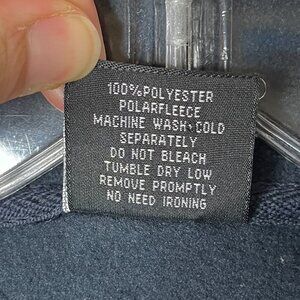 100%POLYESTER
POLARFLEECE
MACHINE WASH COLD
SEPARATELY
DO NOT BLEACH
TUMBLE DRY LOW
REMOVE PROMPTLY
NO NEED IRONING